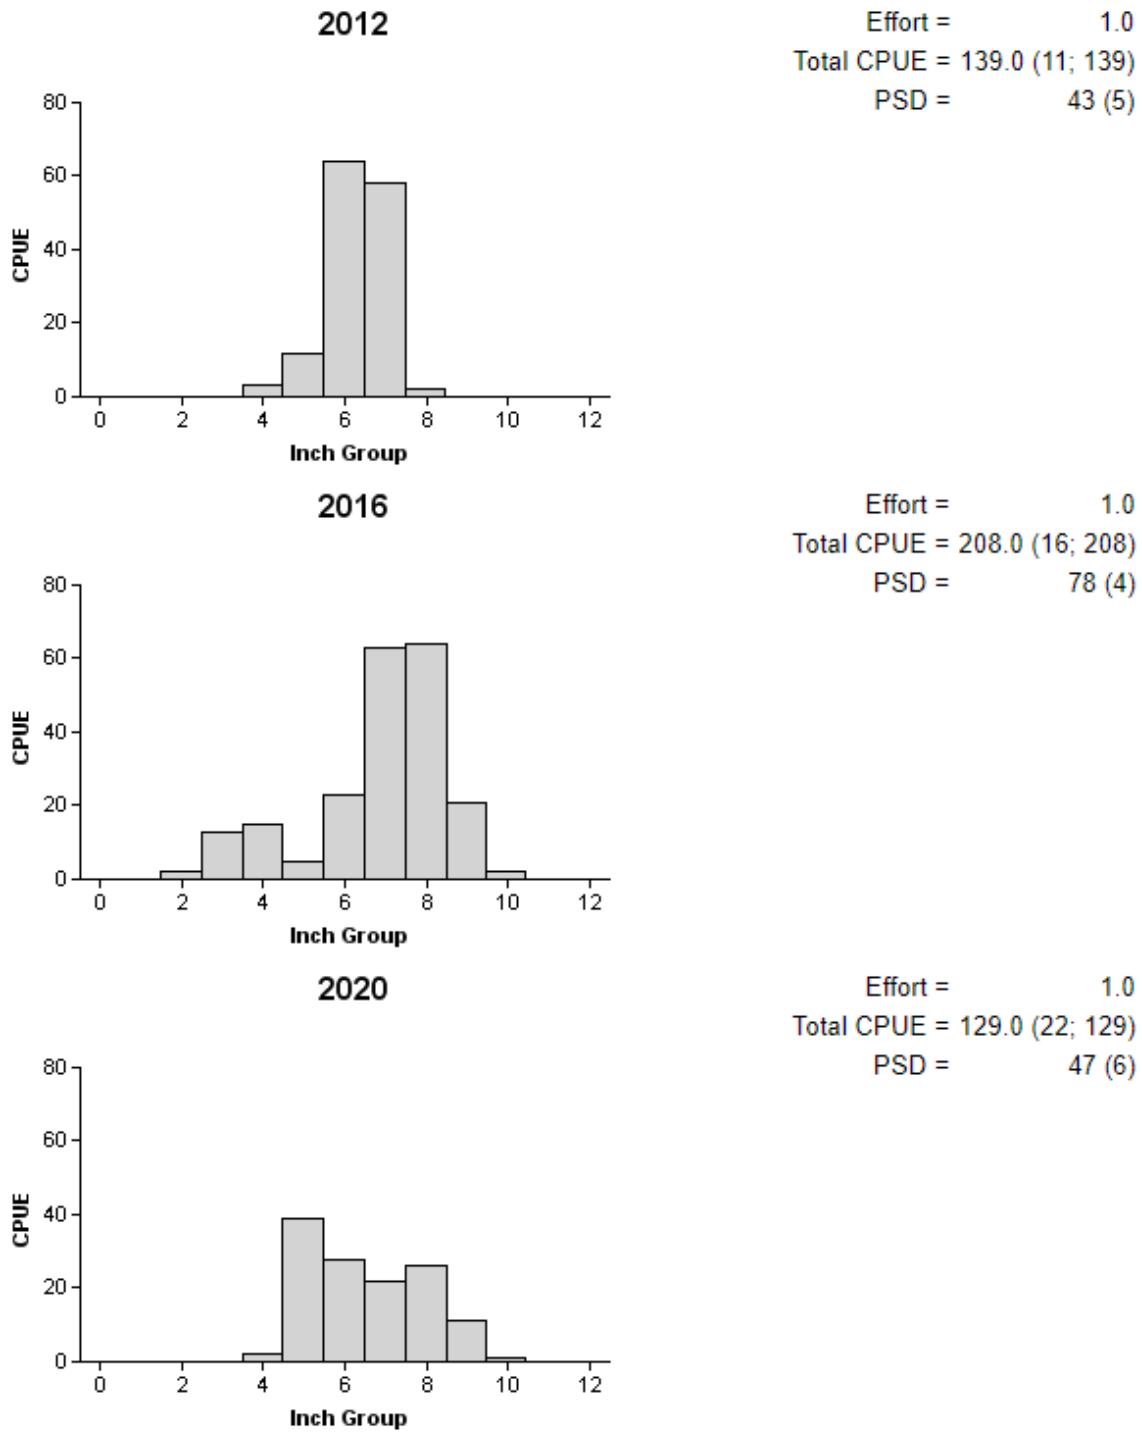 2012
Effort = 1.0
Total CPUE = 139.0 (11; 139)
PSD = 43 (5)
80
60
40
20
0
CPUE
0 2 4 6 8 10 12
Inch Group
2016
Effort = 1.0
Total CPUE = 208.0 (16; 208)
PSD = 78 (4)
80
60
40
20
0
CPUE
0 2 4 6 8 10 12
Inch Group
2020
Effort = 1.0
Total CPUE = 129.0 (22; 129)
PSD = 47 (6)
80
60
40
20
0
CPUE
0 2 4 6 8 10 12
Inch Group